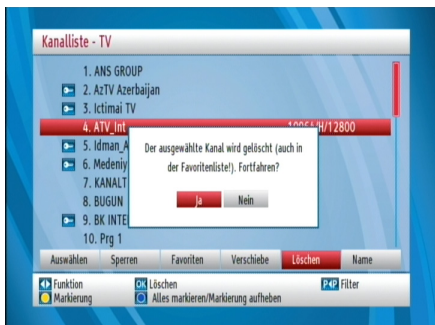 Kanalliste - TV
1. ANS GROUP
2. AzTV Azerbaijan
3. Ictimai TV
4. ATV_Int /H/12800
5. Idman_A
6. Medeniy
7. KANALT
8. BUGUN
9. BK INTE
10. Prg 1
Der ausgewählte Kanal wird gelöscht (auch in der Favoritenliste!). Fortfahren?
Ja Nein
Auswählen Sperren Favoriten Verschiebe Löschen Name
Funktion OK Löschen P◄P Filter
Markierung Alles markieren/Markierung aufheben